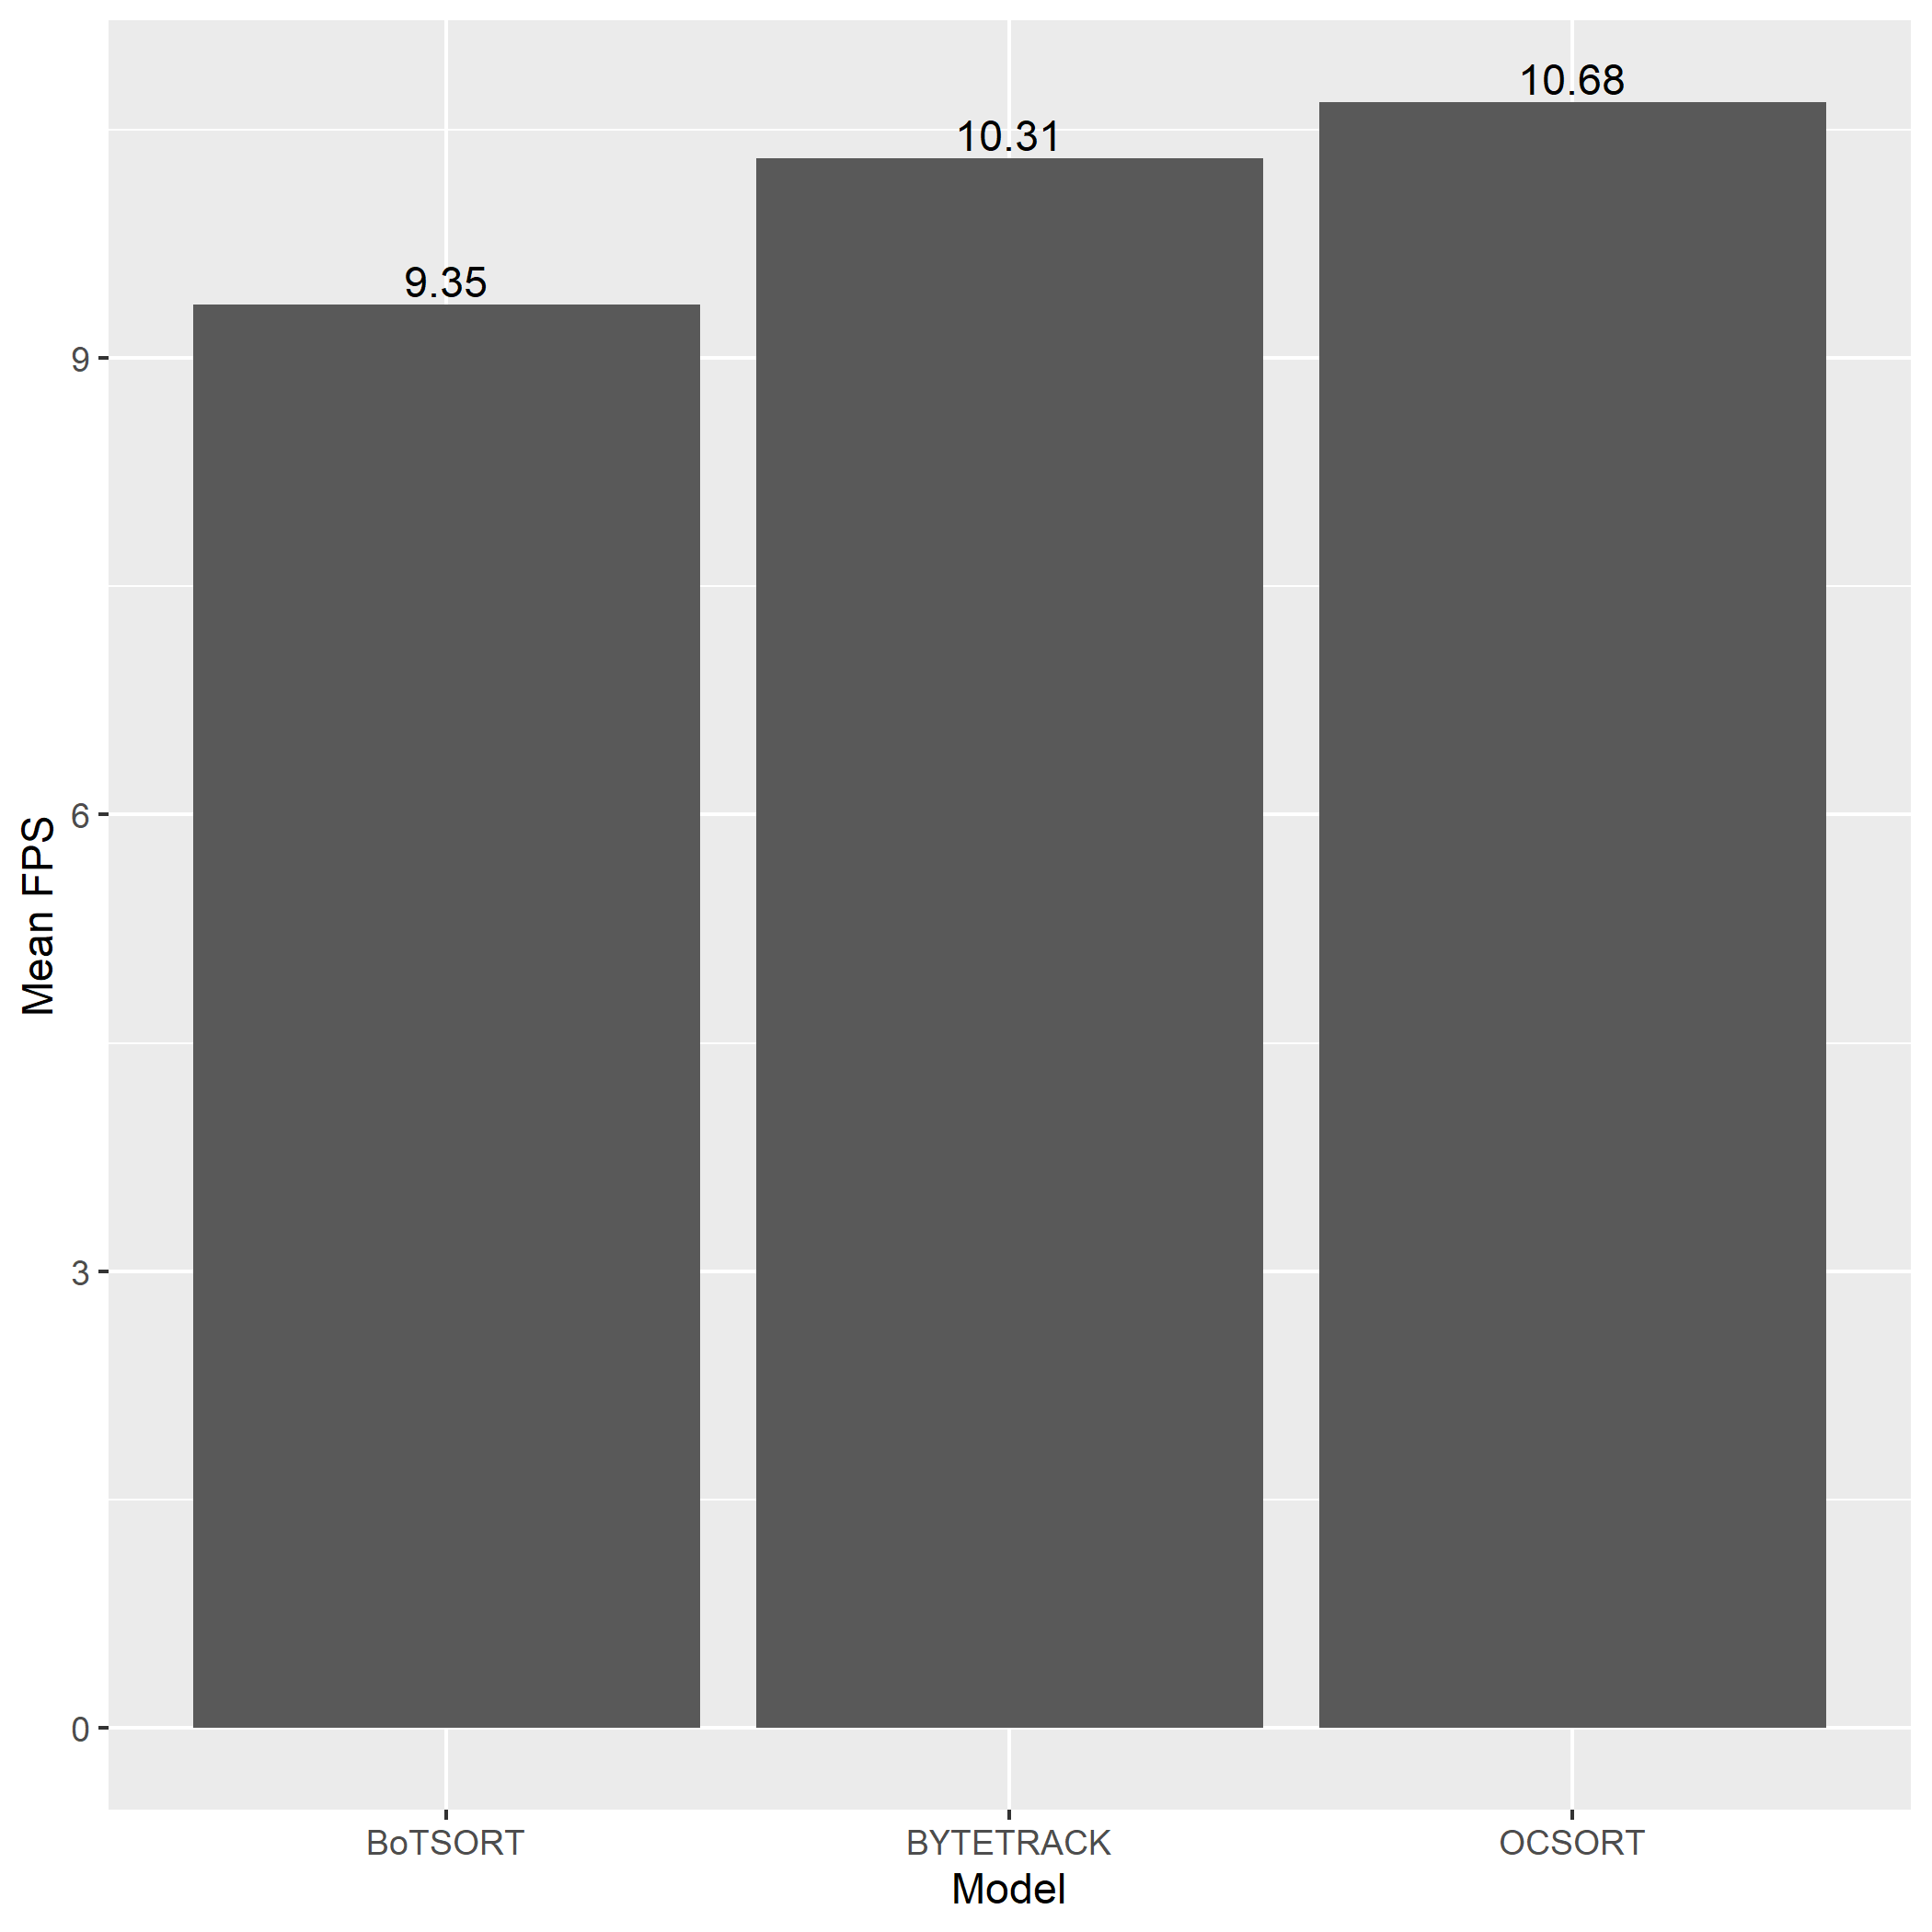 10.68
10.31
9.35
9
6
3
0
Mean FPS
BoTSORT BYTETRACK OCSORT
Model